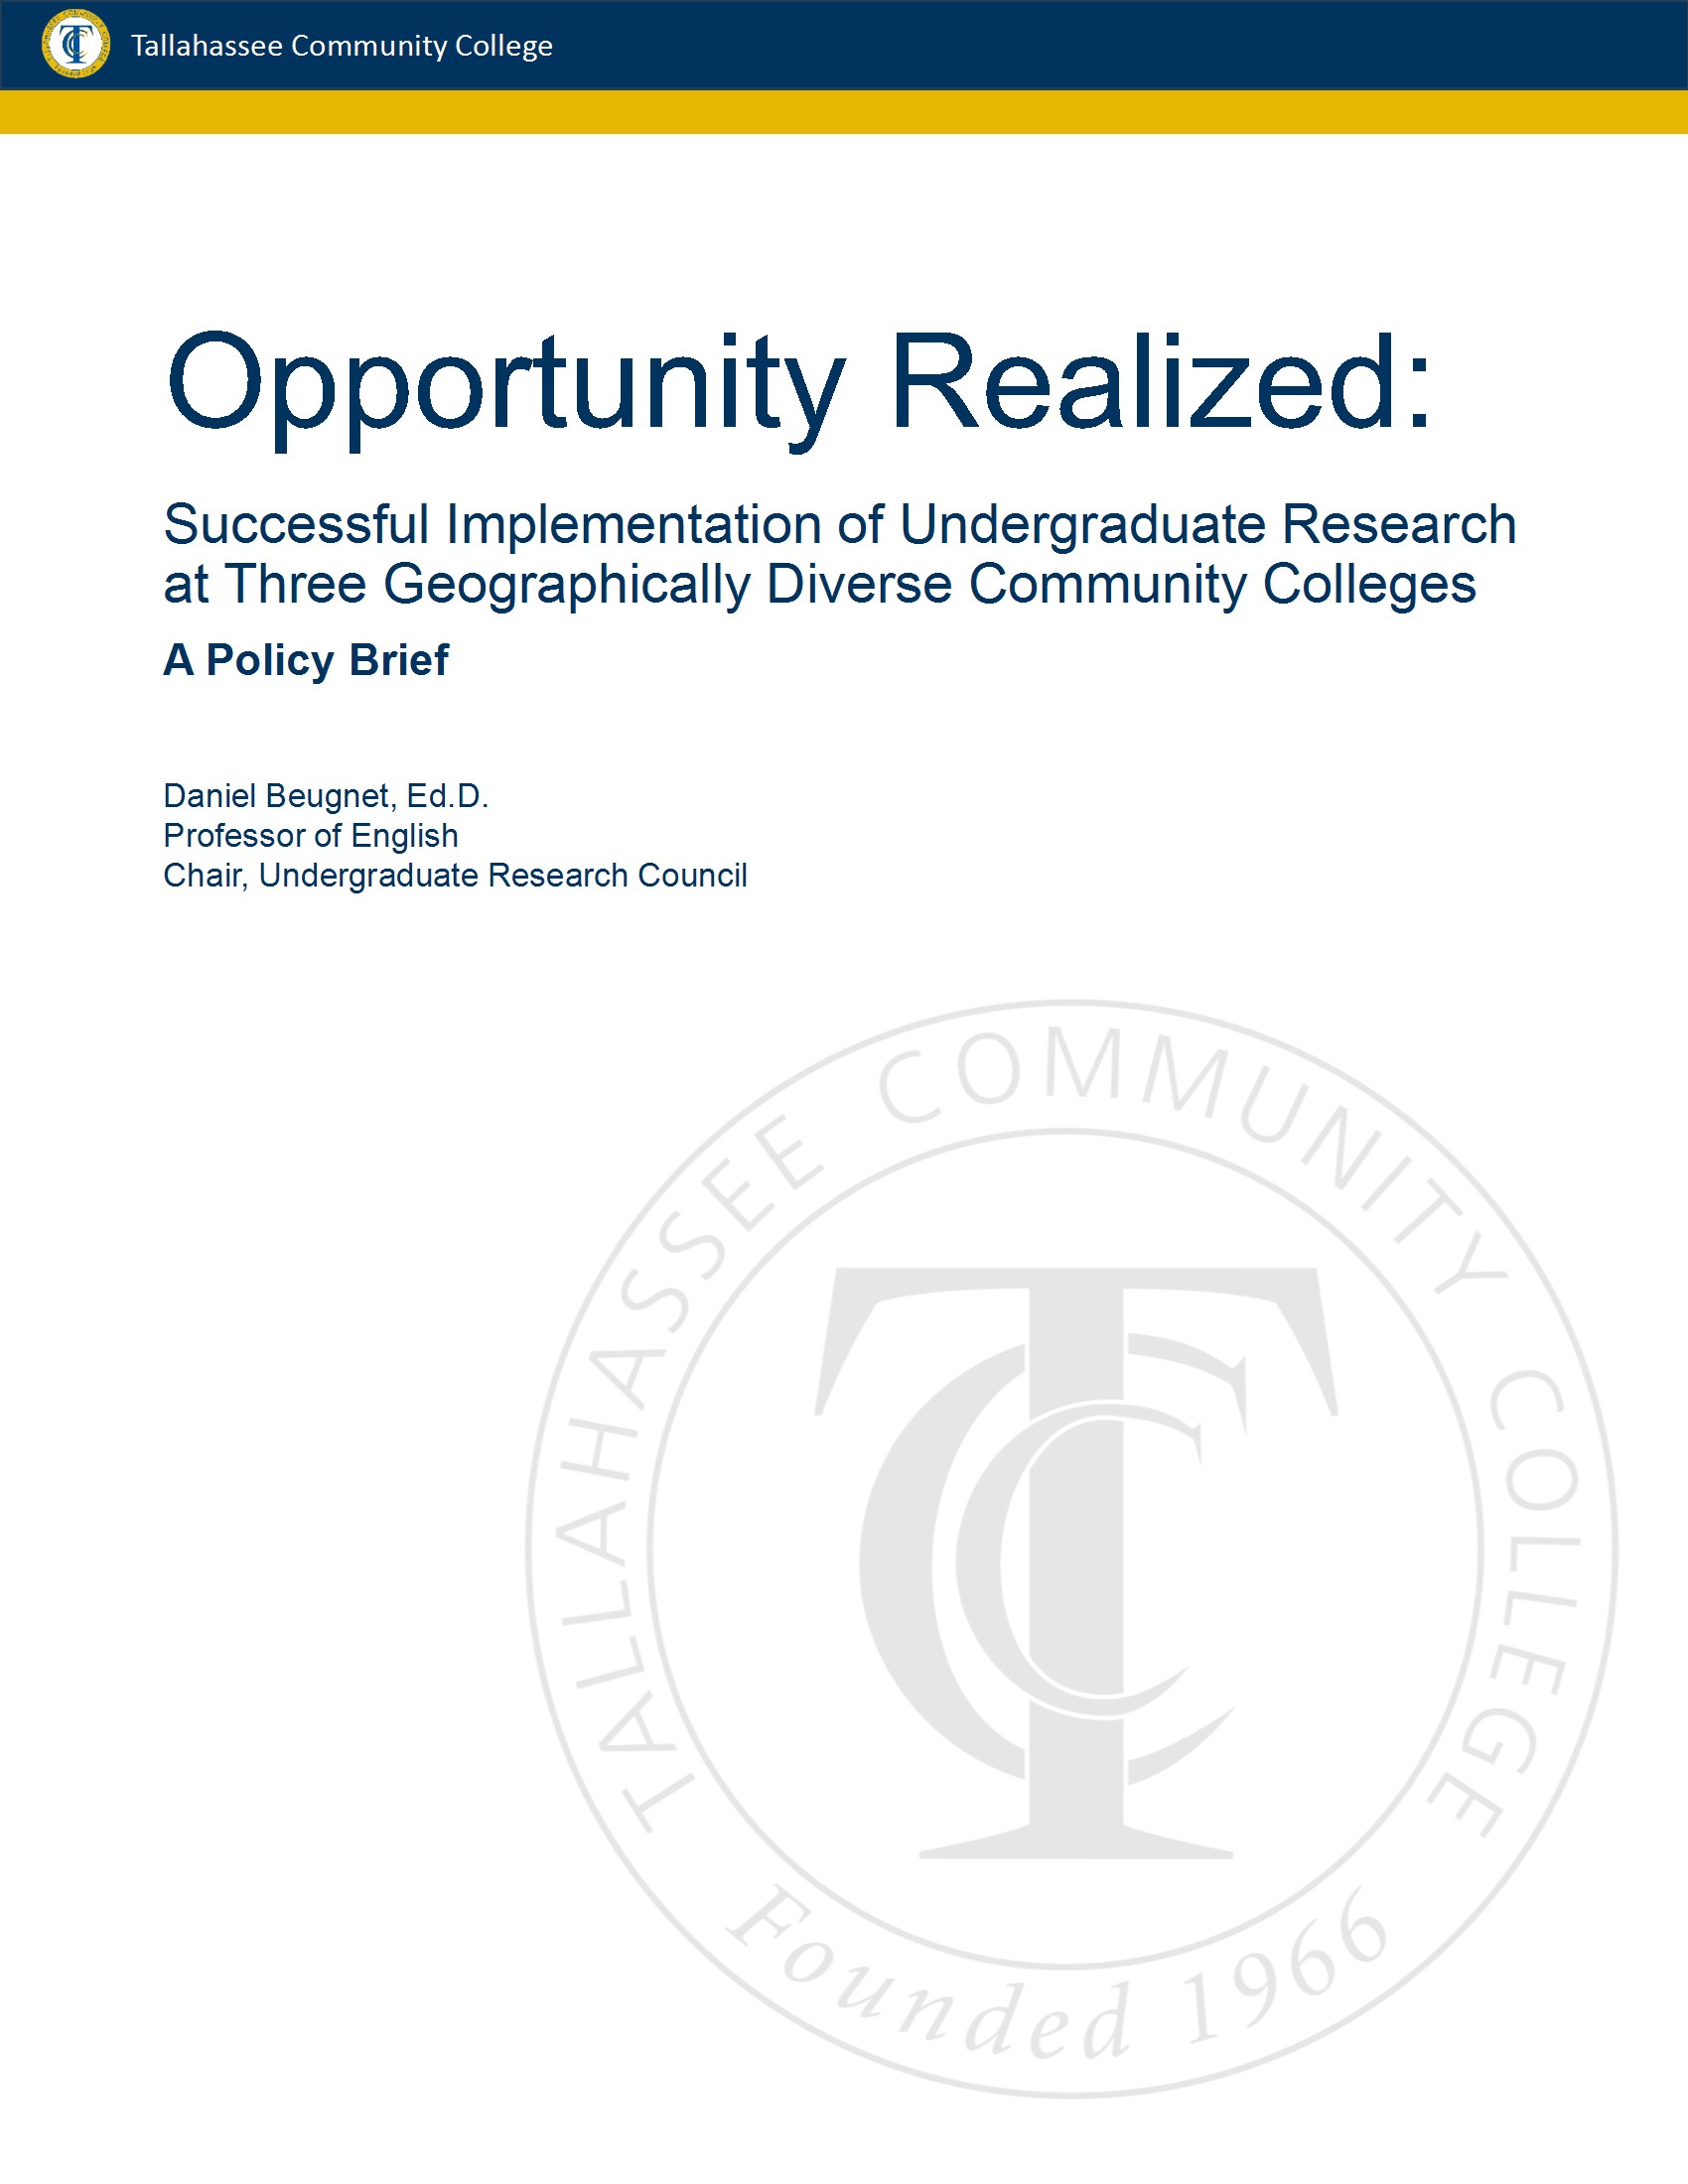 Tallahassee Community College
Opportunity Realized:
Successful Implementation of Undergraduate Research
at Three Geographically Diverse Community Colleges
A Policy Brief
Daniel Beugnet, Ed.D.
Professor of English
Chair, Undergraduate Research Council
TALLAHASSEE COMMUNITY COLLEGE
TCC
Founded 1966